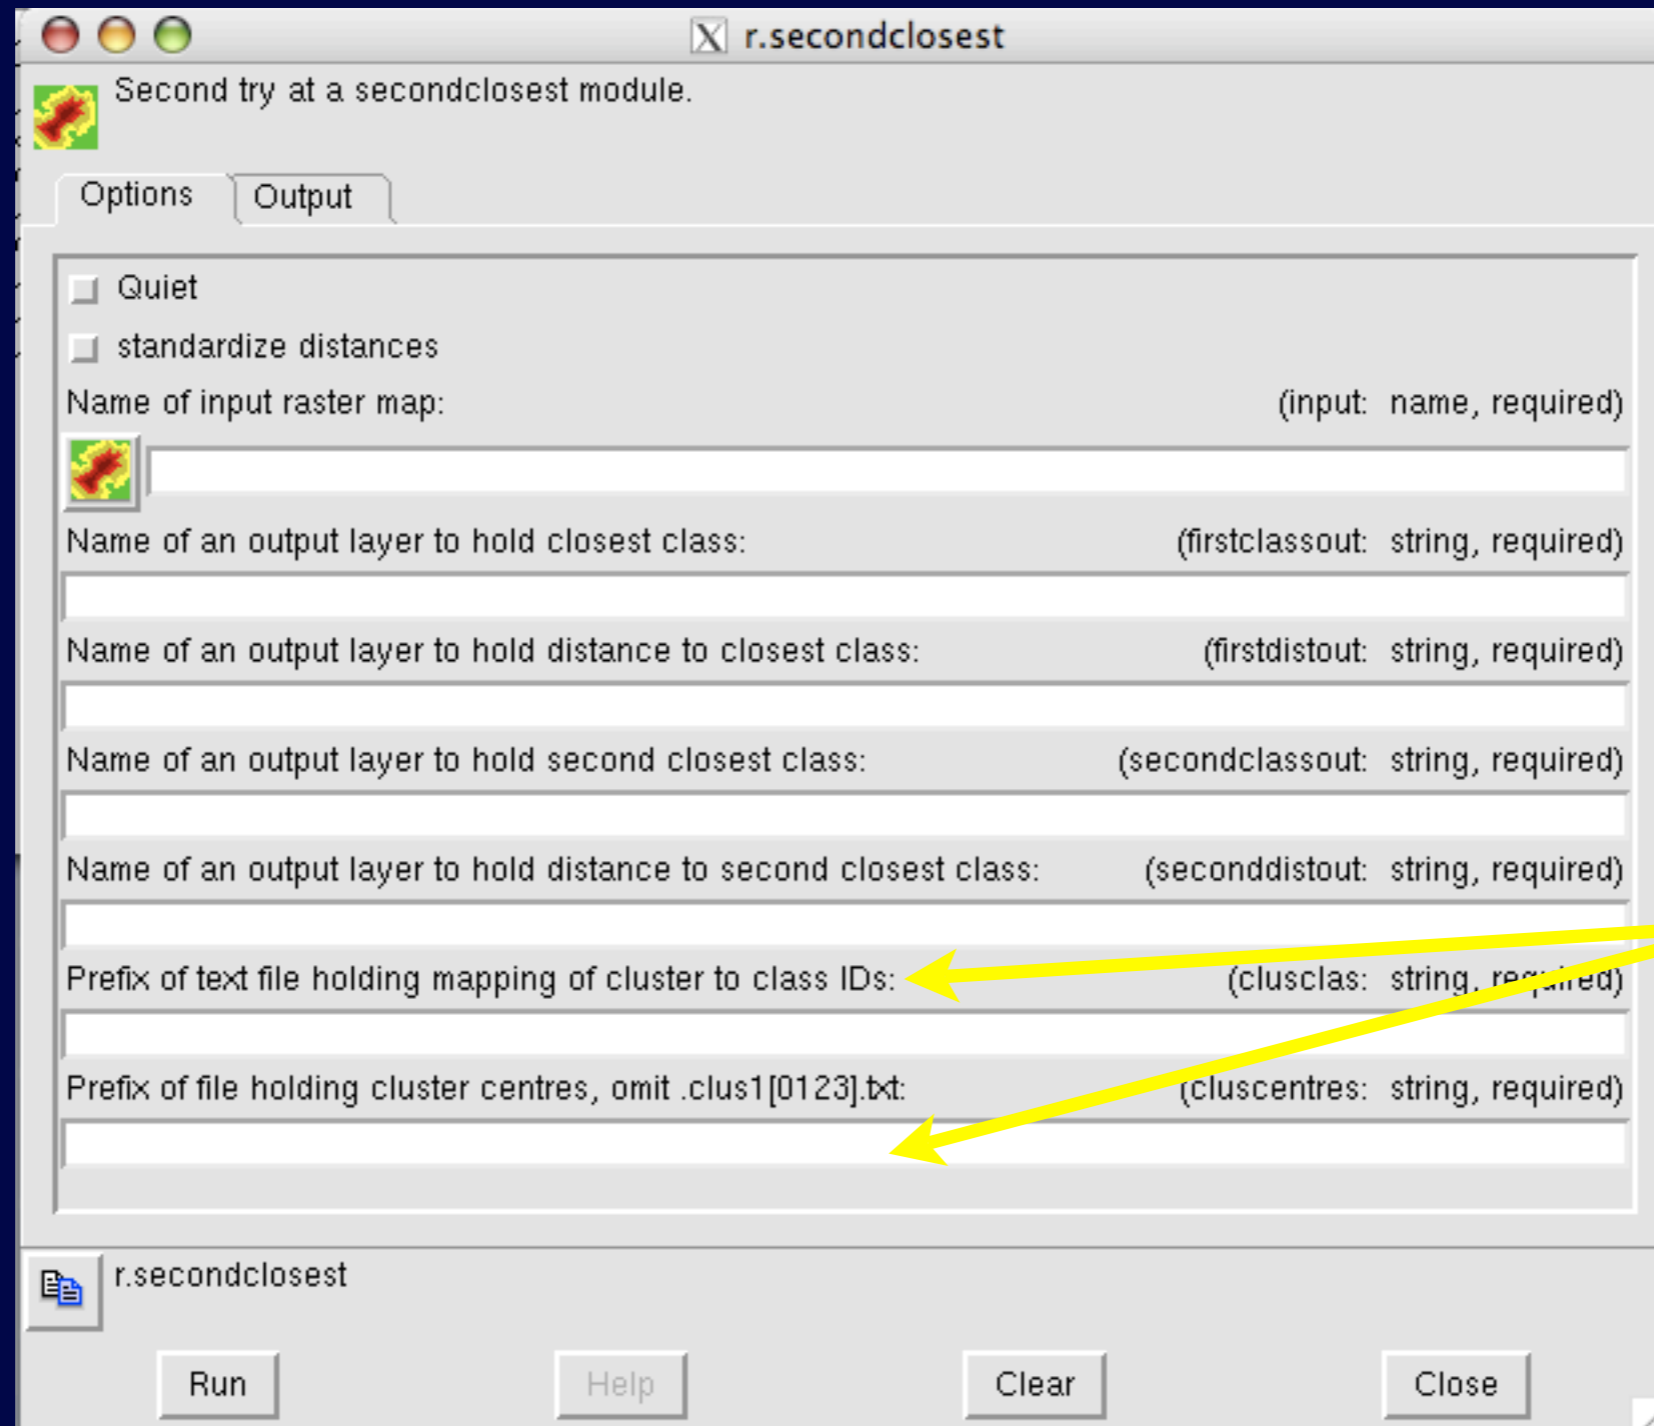 r.secondclosest
Second try at a secondclosest module.
Options Output
Quiet
standardize distances
Name of input raster map: (input: name, required)
Name of an output layer to hold closest class: (firstclassout: string, required)
Name of an output layer to hold distance to closest class: (firstdistout: string, required)
Name of an output layer to hold second closest class: (secondclassout: string, required)
Name of an output layer to hold distance to second closest class: (seconddistout: string, required)
Prefix of text file holding mapping of cluster to class IDs: (clusclas: string, required)
Prefix of file holding cluster centres, omit .clus1[0123].txt: (cluscentres: string, required)
r.secondclosest
Run Help Clear Close